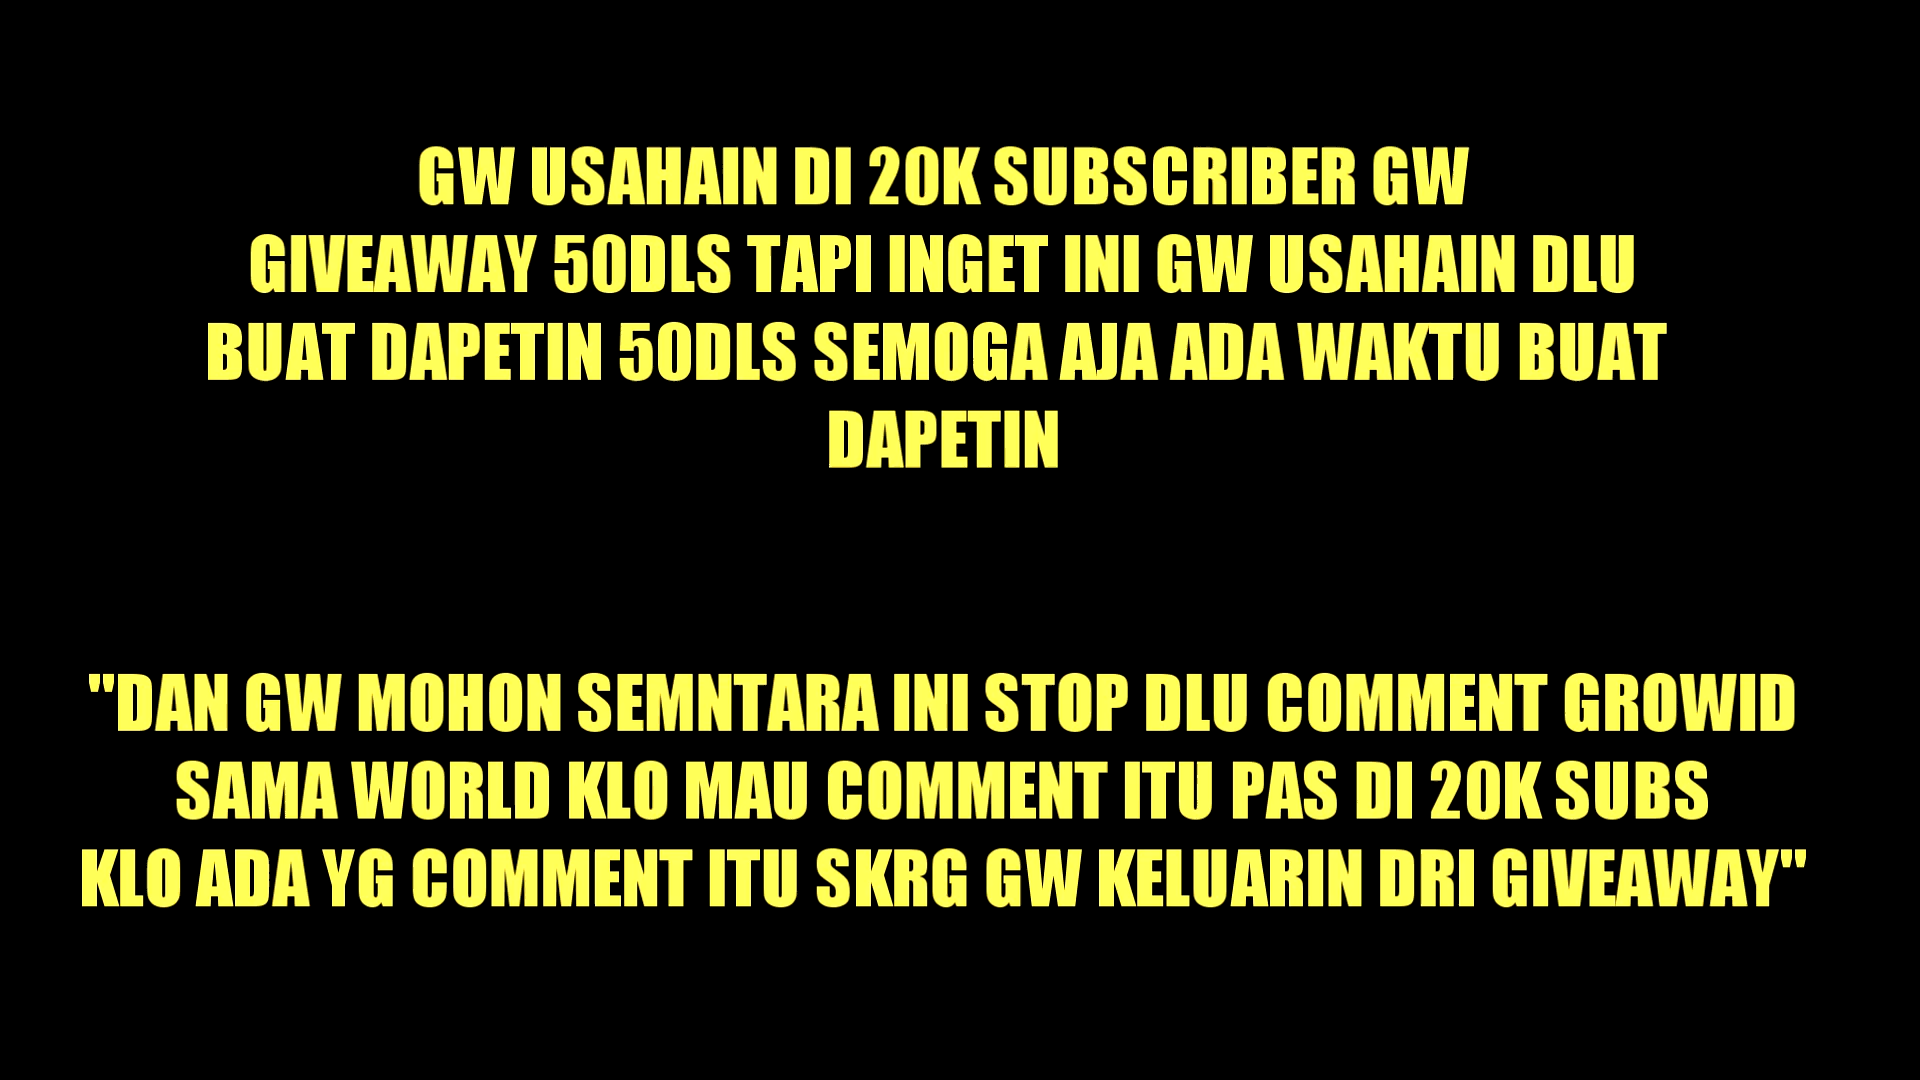 GW USAHAIN DI 20K SUBSCRIBER GW
GIVEAWAY 50DLS TAPI INGET INI GW USAHAIN DLU
BUAT DAPETIN 50DLS SEMOGA AJA ADA WAKTU BUAT
DAPETIN
"DAN GW MOHON SEMNTARA INI STOP DLU COMMENT GROWID
SAMA WORLD KLO MAU COMMENT ITU PAS DI 20K SUBS
KLO ADA YG COMMENT ITU SKRG GW KELUARIN DRI GIVEAWAY"